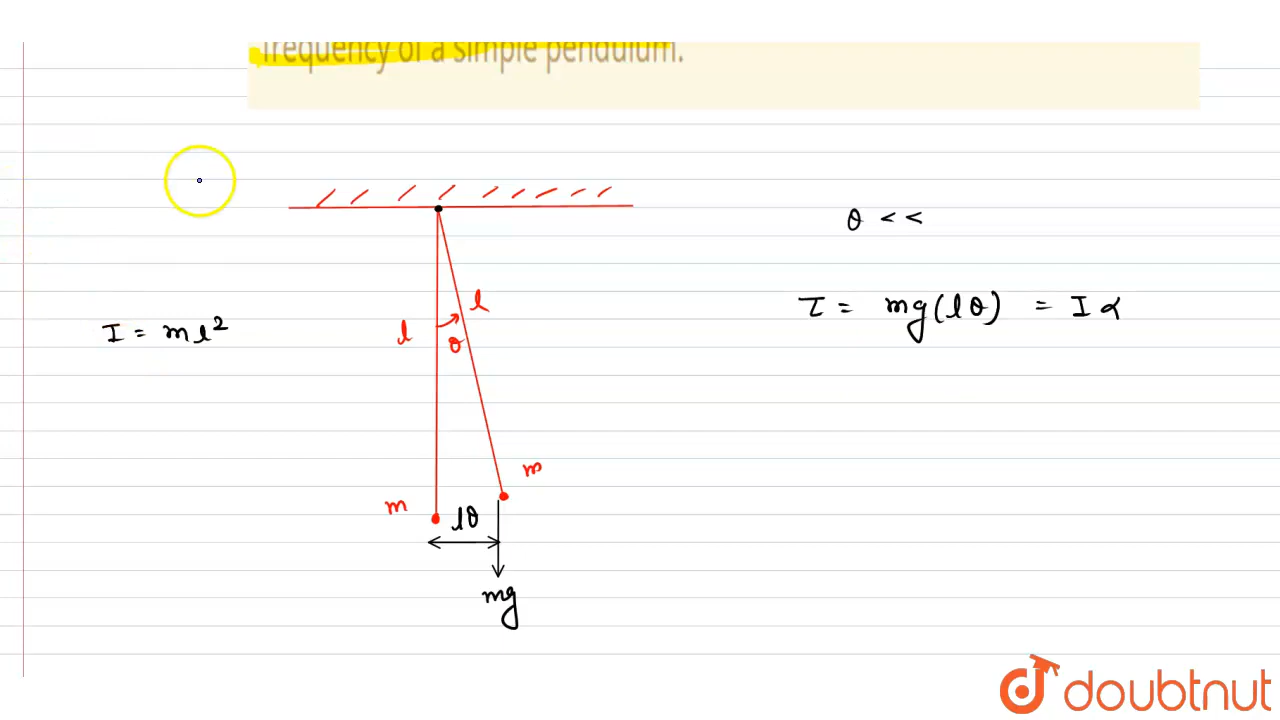 frequency of a simple pendulum.
θ <<
τ = mg(lθ) = Iα
I = ml²
l
l
θ
m
m
lθ
mg
doubtnut